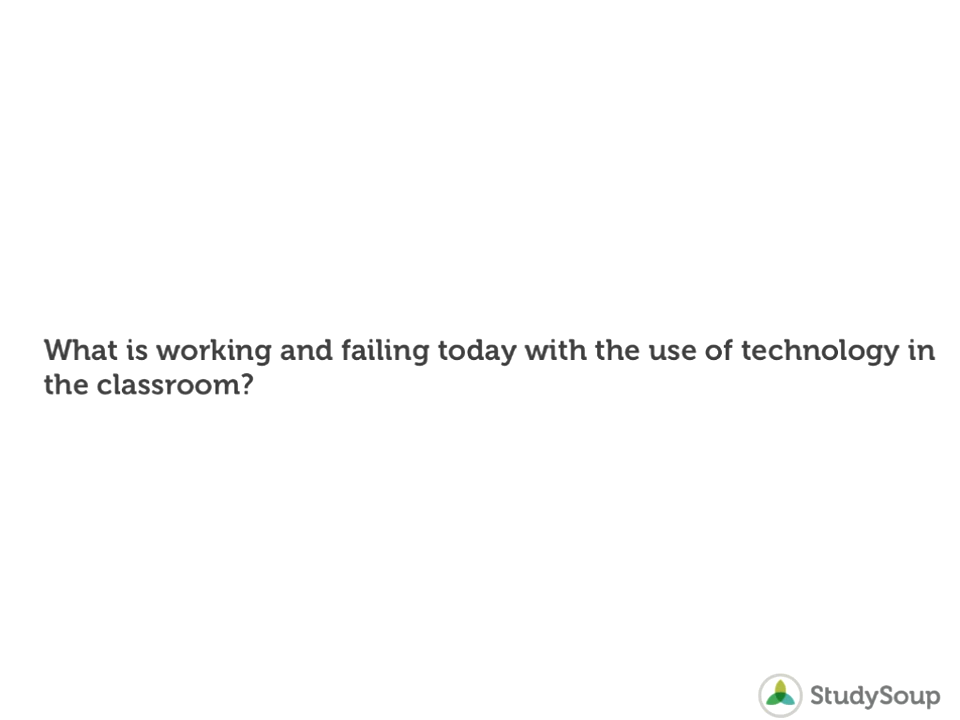 What is working and failing today with the use of technology in
the classroom?
StudySoup